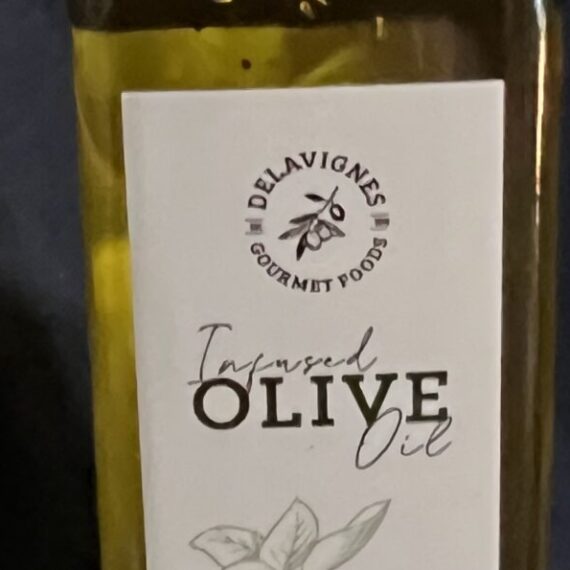 DELAVIGNES
GOURMET FOODS
Infused
OLIVE
Oil